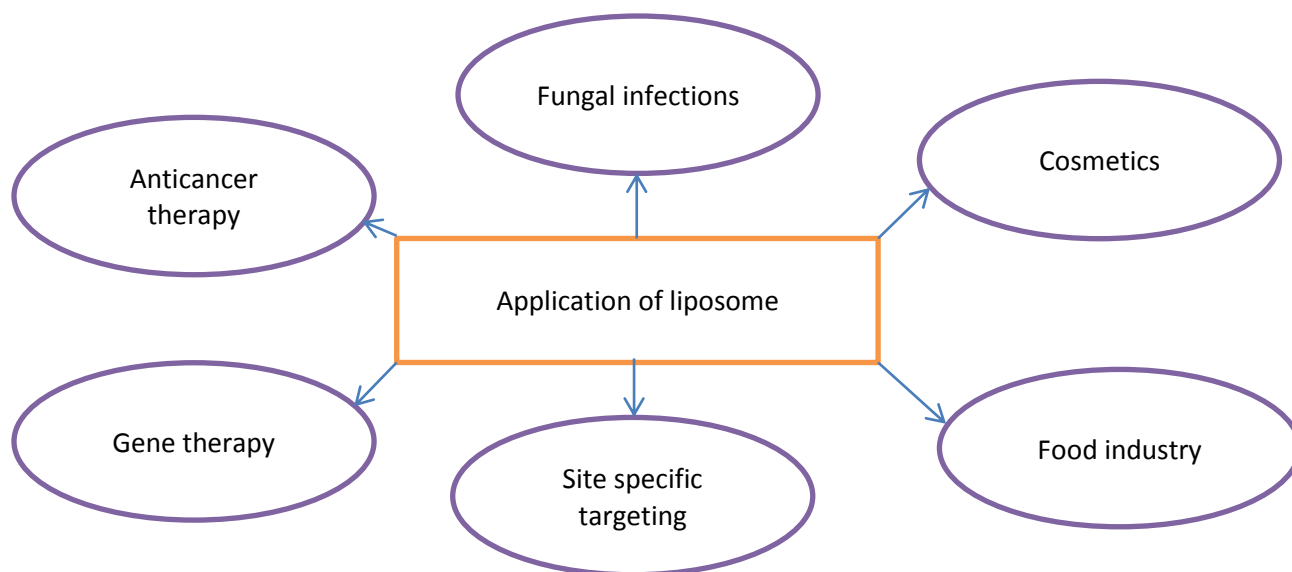 Fungal infections
Cosmetics
Anticancer
therapy
Application of liposome
Gene therapy
Site specific
targeting
Food industry